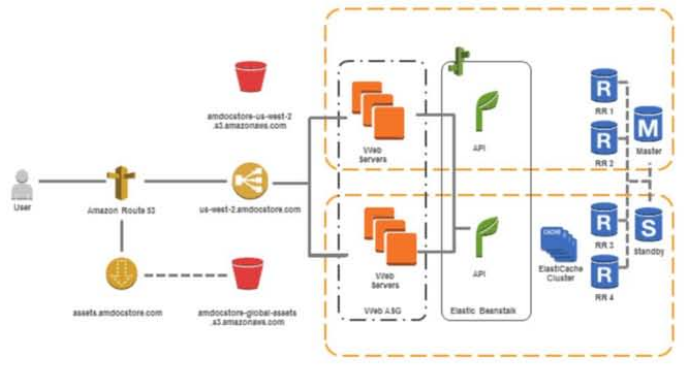 amdocstore-us-west-2
.s3.amazonaws.com
User
Amazon Route 53
us-west-2.amdocstore.com
assets.amdocstore.com
amdocstore-global-assets
.s3.amazonaws.com
Web
Servers
Web
Servers
Web ASG
API
API
Elastic Beanstalk
CACHE
ElastiCache
Cluster
R
RR 1
R
RR 2
M
Master
R
RR 3
R
RR 4
S
Standby